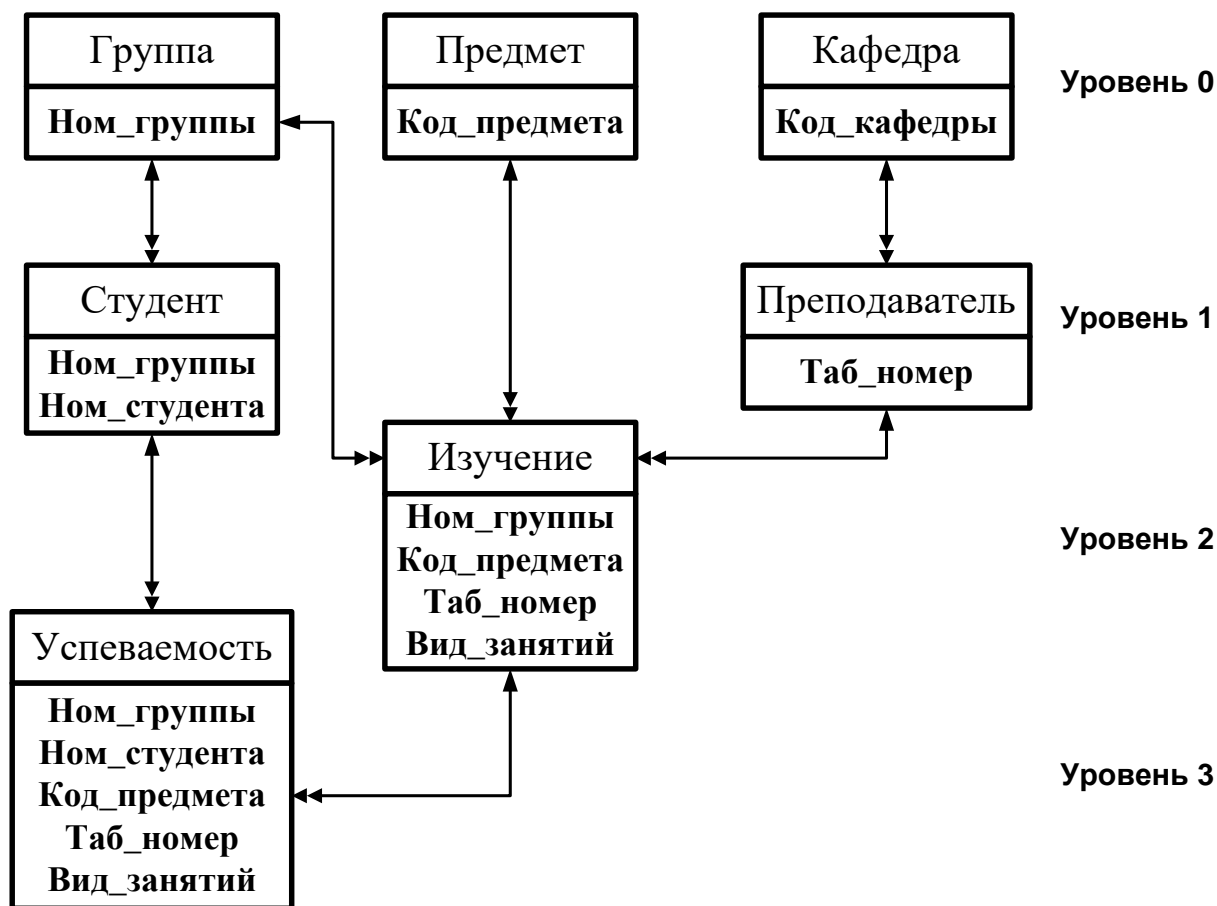 Группа
Ном_группы
Предмет
Код_предмета
Кафедра
Код_кафедры
Уровень 0
Студент
Ном_группы
Ном_студента
Преподаватель
Таб_номер
Уровень 1
Изучение
Ном_группы
Код_предмета
Таб_номер
Вид_занятий
Уровень 2
Успеваемость
Ном_группы
Ном_студента
Код_предмета
Таб_номер
Вид_занятий
Уровень 3